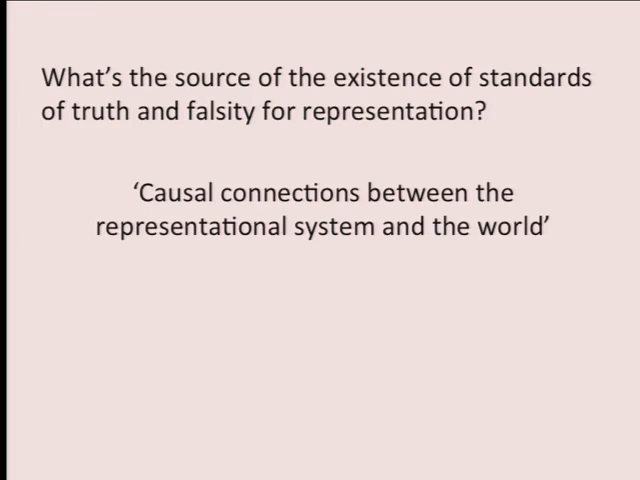 What’s the source of the existence of standards
of truth and falsity for representation?
‘Causal connections between the
representational system and the world’